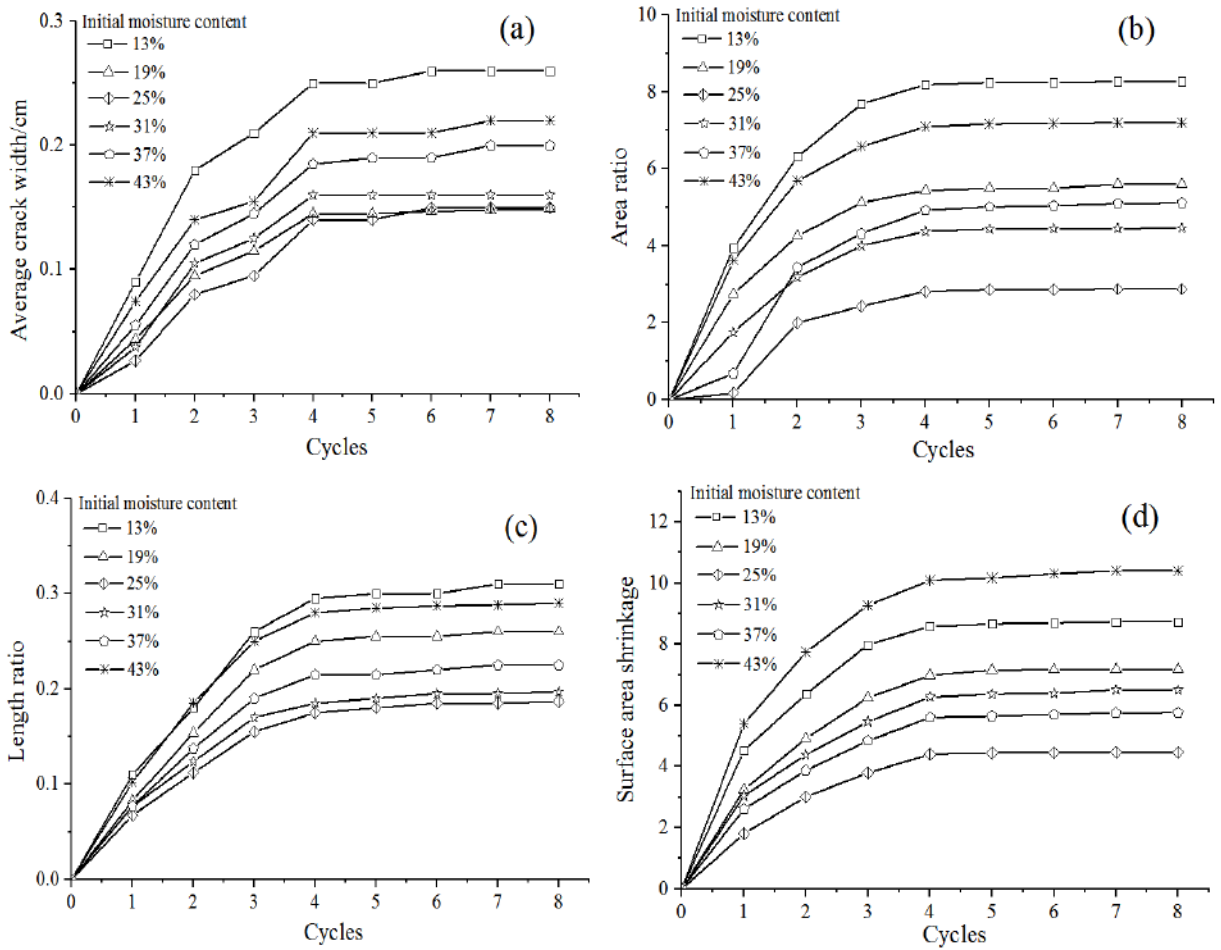 Initial moisture content
13%
19%
25%
31%
37%
43%
(a)
0.3
0.2
0.1
0.0
Average crack width/cm
0 1 2 3 4 5 6 7 8
Cycles
Initial moisture content
13%
19%
25%
31%
37%
43%
(b)
10
8
6
4
2
0
Area ratio
0 1 2 3 4 5 6 7 8
Cycles
Initial moisture content
13%
19%
25%
31%
37%
43%
(c)
0.4
0.3
0.2
0.1
0.0
Length ratio
0 1 2 3 4 5 6 7 8
Cycles
Initial moisture content
13%
19%
25%
31%
37%
43%
(d)
12
10
8
6
4
2
0
Surface area shrinkage
0 1 2 3 4 5 6 7 8
Cycles